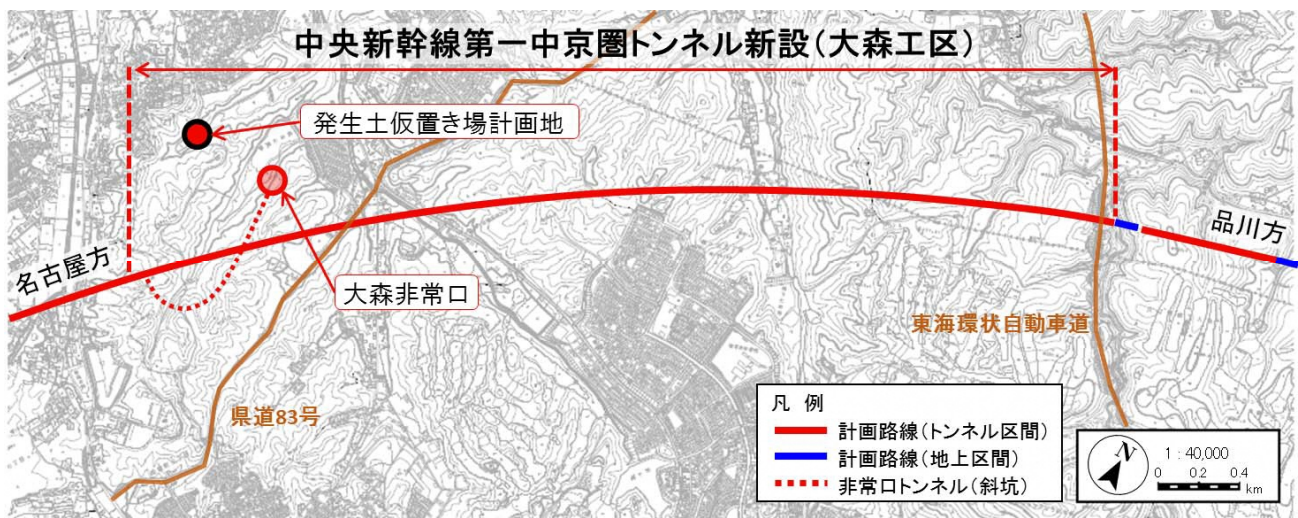 中央新幹線第一中京圏トンネル新設(大森工区)
発生土仮置き場計画地
名古屋方
大森非常口
品川方
東海環状自動車道
県道83号
凡 例
計画路線(トンネル区間)
計画路線(地上区間)
非常口トンネル(斜坑)
N
1:40,000
0 0.2 0.4
km